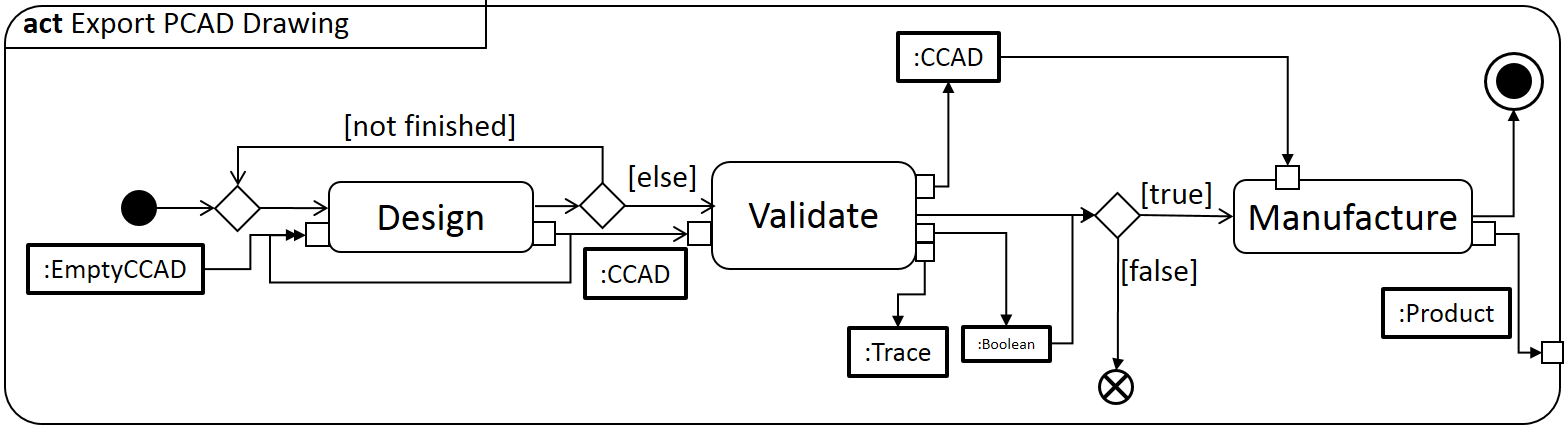 act Export PCAD Drawing
:CCAD
[not finished]
[else]
[true]
Design
Validate
Manufacture
:EmptyCCAD
:CCAD
[false]
:Product
:Trace
:Boolean